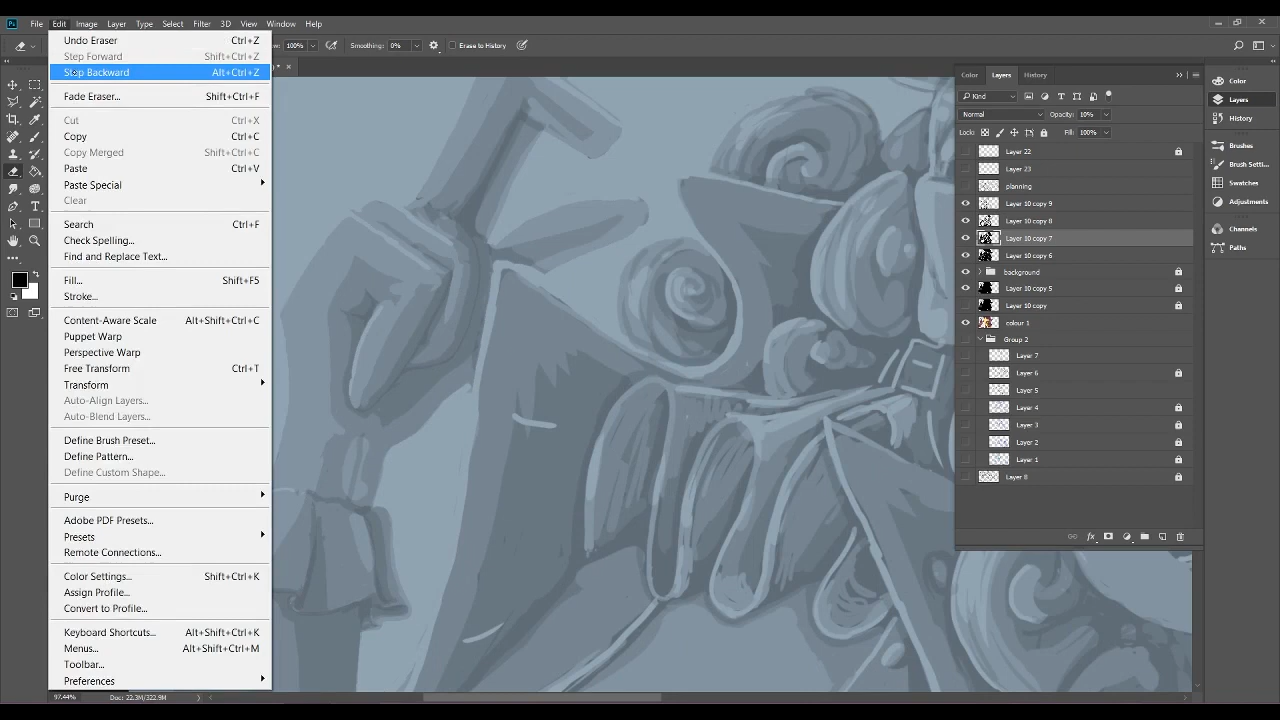 Ps File Edit Image Layer Type Select Filter 3D View Window Help
100% Smoothing: 0% Erase to History
Undo Eraser Ctrl+Z
Step Forward Shift+Ctrl+Z
Step Backward Alt+Ctrl+Z
Fade Eraser... Shift+Ctrl+F
Cut Ctrl+X
Copy Ctrl+C
Copy Merged Shift+Ctrl+C
Paste Ctrl+V
Paste Special
Clear
Search Ctrl+F
Check Spelling...
Find and Replace Text...
Fill... Shift+F5
Stroke...
Content-Aware Scale Alt+Shift+Ctrl+C
Puppet Warp
Perspective Warp
Free Transform Ctrl+T
Transform
Auto-Align Layers...
Auto-Blend Layers...
Define Brush Preset...
Define Pattern...
Define Custom Shape...
Purge
Adobe PDF Presets...
Presets
Remote Connections...
Color Settings... Shift+Ctrl+K
Assign Profile...
Convert to Profile...
Keyboard Shortcuts... Alt+Shift+Ctrl+K
Menus... Alt+Shift+Ctrl+M
Toolbar...
Preferences
97.44% Doc: 22.3M/322.9M
Color Layers History
Kind
Normal Opacity: 10%
Lock: Fill: 100%
Layer 22
Layer 23
planning
Layer 10 copy 9
Layer 10 copy 8
Layer 10 copy 7
Layer 10 copy 6
background
Layer 10 copy 5
Layer 10 copy
colour 1
Group 2
Layer 7
Layer 6
Layer 5
Layer 4
Layer 3
Layer 2
Layer 1
Layer 8
Color
Layers
History
Brushes
Brush Setti...
Swatches
Adjustments
Channels
Paths